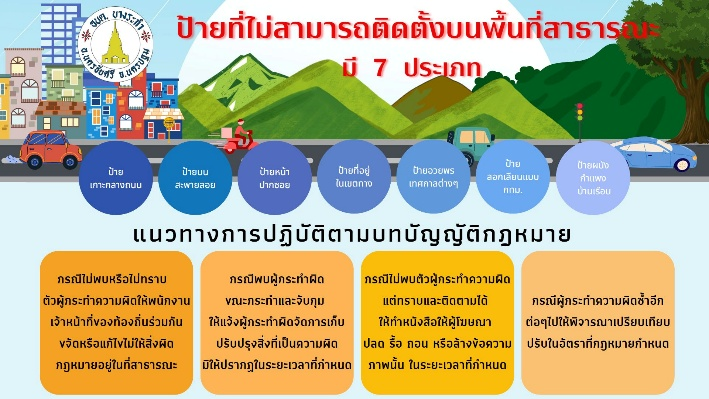 อบต. บางระกำ
อ.นครชัยศรี จ.นครปฐม
ป้ายที่ไม่สามารถติดตั้งบนพื้นที่สาธารณะ
มี 7 ประเภท
ป้าย
เกาะกลางถนน
ป้ายบน
สะพายลอย
ป้ายหน้า
ปากซอย
ป้ายที่อยู่
ในเขตทาง
ป้ายอวยพร
เทศกาลต่างๆ
ป้าย
ลอกเลียนแบบ
กทม.
ป้ายผนัง
กำแพง
บ้านเรือน
แนวทางการปฏิบัติตามบทบัญญัติกฎหมาย
กรณีไม่พบหรือไม่ทราบ
ตัวผู้กระทำความผิดให้พนักงาน
เจ้าหน้าที่ของท้องถิ่นร่วมกัน
ขจัดหรือแก้ไขไม่ให้สิ่งผิด
กฎหมายอยู่ในที่สาธารณะ
กรณีพบผู้กระทำผิด
ขณะกระทำและจับกุม
ให้แจ้งผู้กระทำผิดจัดการเก็บ
ปรับปรุงสิ่งที่เป็นความผิด
มิให้ปรากฏในระยะเวลาที่กำหนด
กรณีไม่พบตัวผู้กระทำความผิด
แต่ทราบและติดตามได้
ให้ทำหนังสือให้ผู้โฆษณา
ปลด รื้อ ถอน หรือล้างข้อความ
ภาพนั้น ในระยะเวลาที่กำหนด
กรณีผู้กระทำความผิดซ้ำอีก
ต่อๆไปให้พิจารณาเปรียบเทียบ
ปรับในอัตราที่กฎหมายกำหนด